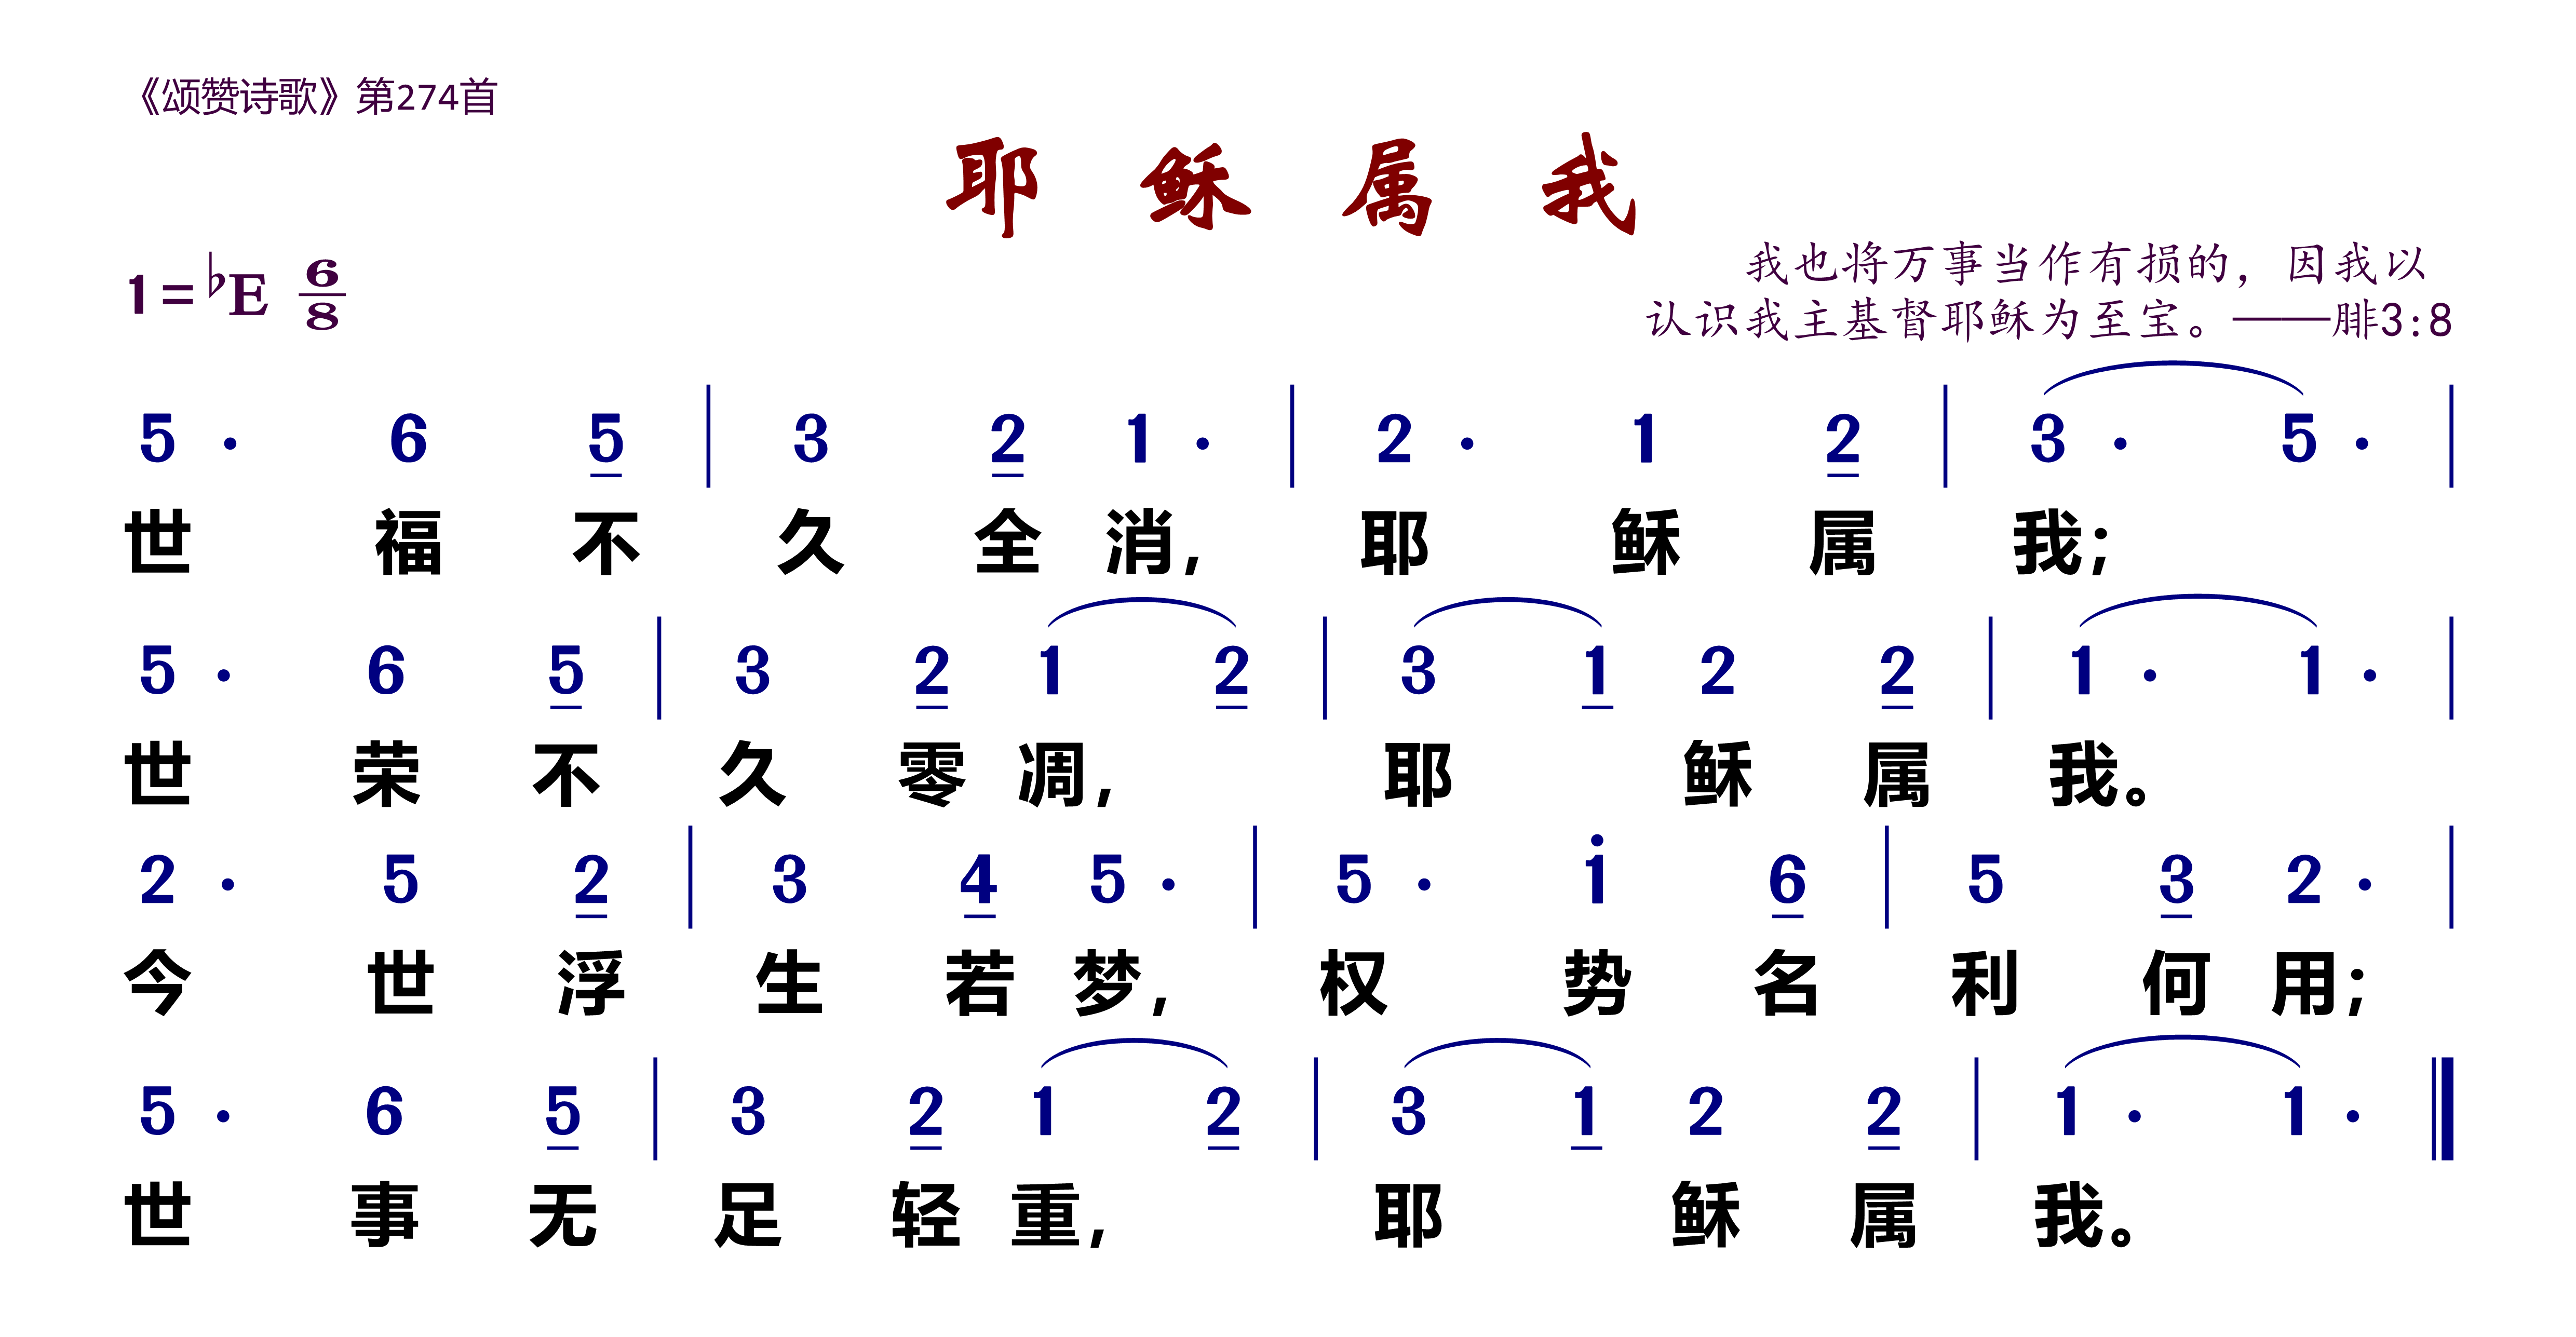 《颂赞诗歌》第274首
耶稣属我
1=♭E 6/8
我也将万事当作有损的，因我以
认识我主基督耶稣为至宝。——腓3:8
5· 6 5 | 3 2 1· | 2· 1 2 | 3· 5· |
世福不久全消，耶稣属我；
5· 6 5 | 3 2 1 2 | 3 1 2 2 | 1· 1· |
世荣不久零凋，耶稣属我。
2· 5 2 | 3 4 5· | 5· i 6 | 5 3 2· |
今世浮生若梦，权势名利何用；
5· 6 5 | 3 2 1 2 | 3 1 2 2 | 1· 1· ‖
世事无足轻重，耶稣属我。